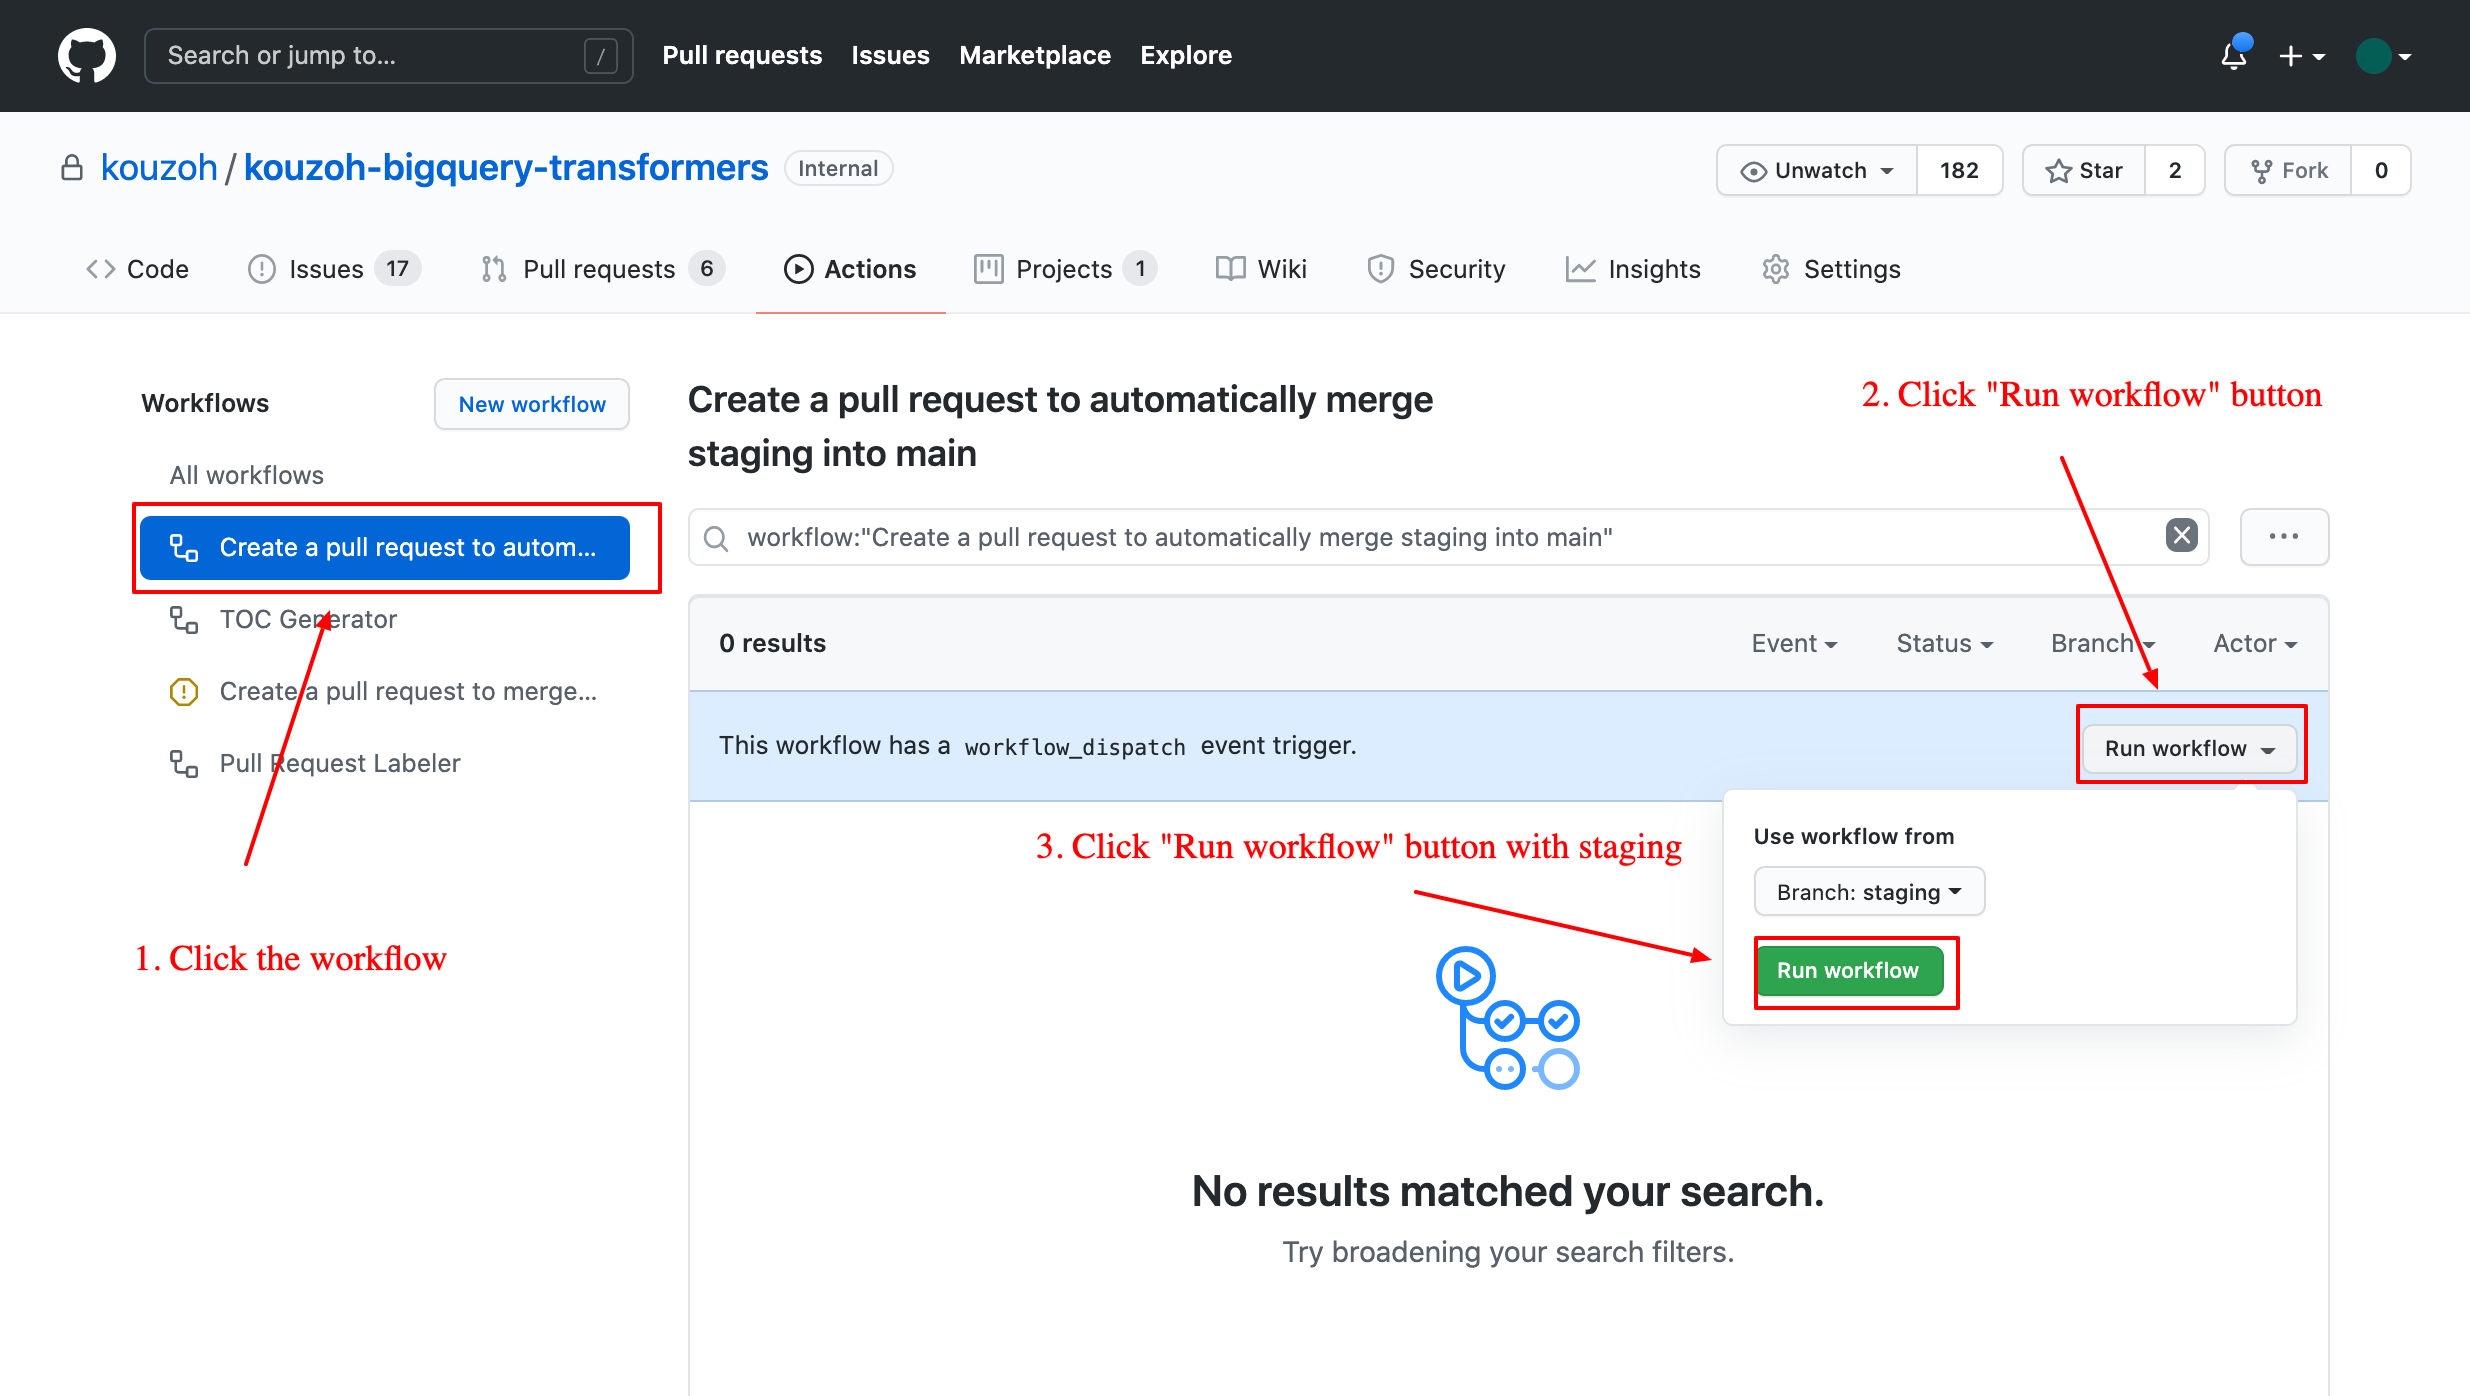 Search or jump to... /
Pull requests Issues Marketplace Explore
kouzoh / kouzoh-bigquery-transformers Internal
Unwatch 182 Star 2 Fork 0
Code Issues 17 Pull requests 6 Actions Projects 1 Wiki Security Insights Settings
Workflows New workflow
All workflows
Create a pull request to autom...
TOC Generator
Create a pull request to merge...
Pull Request Labeler
1. Click the workflow
Create a pull request to automatically merge
staging into main
2. Click "Run workflow" button
workflow:"Create a pull request to automatically merge staging into main"
0 results Event Status Branch Actor
This workflow has a workflow_dispatch event trigger. Run workflow
3. Click "Run workflow" button with staging
Use workflow from
Branch: staging
Run workflow
No results matched your search.
Try broadening your search filters.